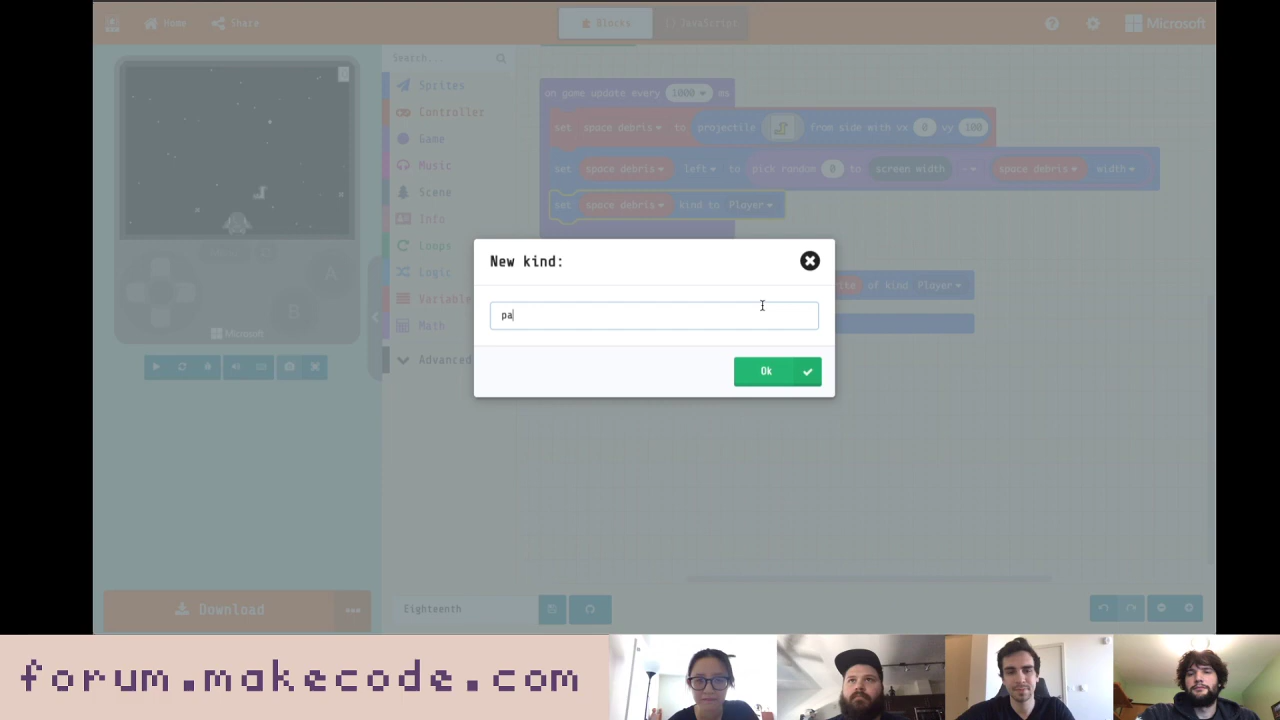 Home
Share
Blocks
JavaScript
Microsoft
Search...
Sprites
Controller
Game
Music
Scene
Info
Loops
Logic
Variable
Math
Advanced
on game update every 1000 ms
set space debris to projectile from side with vx 0 vy 100
set space debris left to pick random 0 to screen width - space debris width
set space debris kind to Player
of kind Player
New kind:
pa
Ok
A
B
Microsoft
Download
Eighteenth
forum.makecode.com